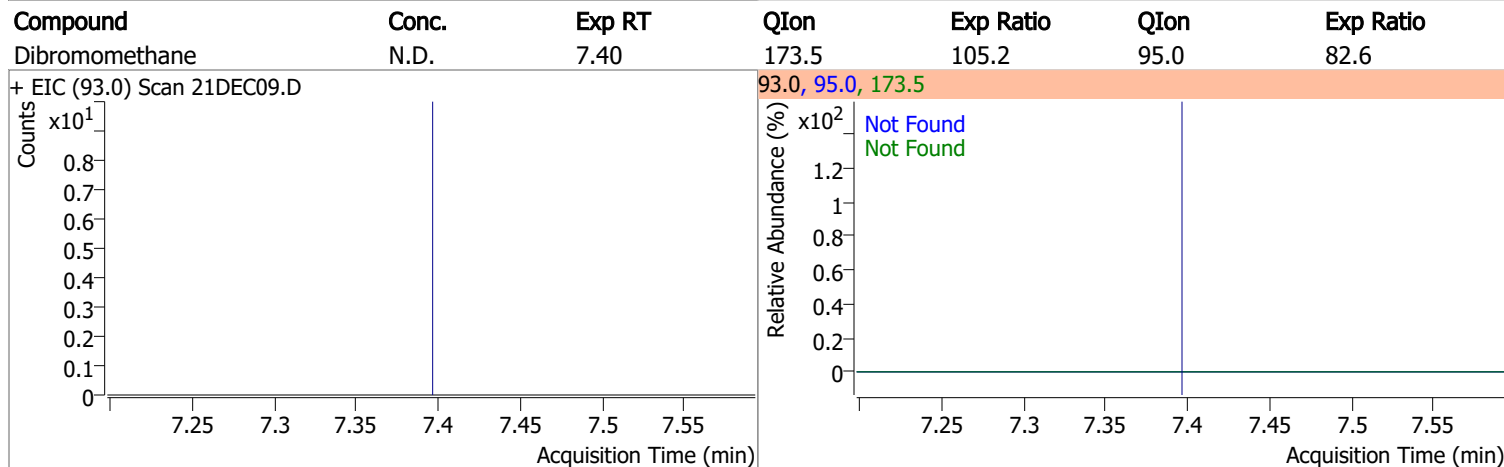 Compound Conc. Exp RT QIon Exp Ratio QIon Exp Ratio
Dibromomethane N.D. 7.40 173.5 105.2 95.0 82.6
+ EIC (93.0) Scan 21DEC09.D
Counts
x10¹
0.8
0.7
0.6
0.5
0.4
0.3
0.2
0.1
0
7.25 7.3 7.35 7.4 7.45 7.5 7.55
Acquisition Time (min)
93.0, 95.0, 173.5
Relative Abundance (%)
x10²
Not Found
Not Found
1.2
1
0.8
0.6
0.4
0.2
0
7.25 7.3 7.35 7.4 7.45 7.5 7.55
Acquisition Time (min)